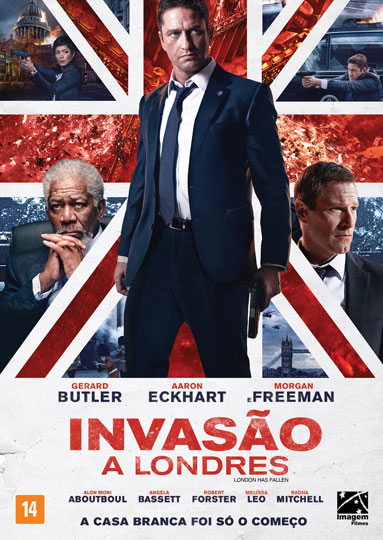 GERARD BUTLER
AARON ECKHART
E MORGAN FREEMAN
INVASÃO
A LONDRES
LONDON HAS FALLEN
ALON MONI ABOUTBOUL
ANGELA BASSETT
ROBERT FORSTER
MELISSA LEO
RADHA MITCHELL
14
A CASA BRANCA FOI SÓ O COMEÇO
Imagem
Filmes